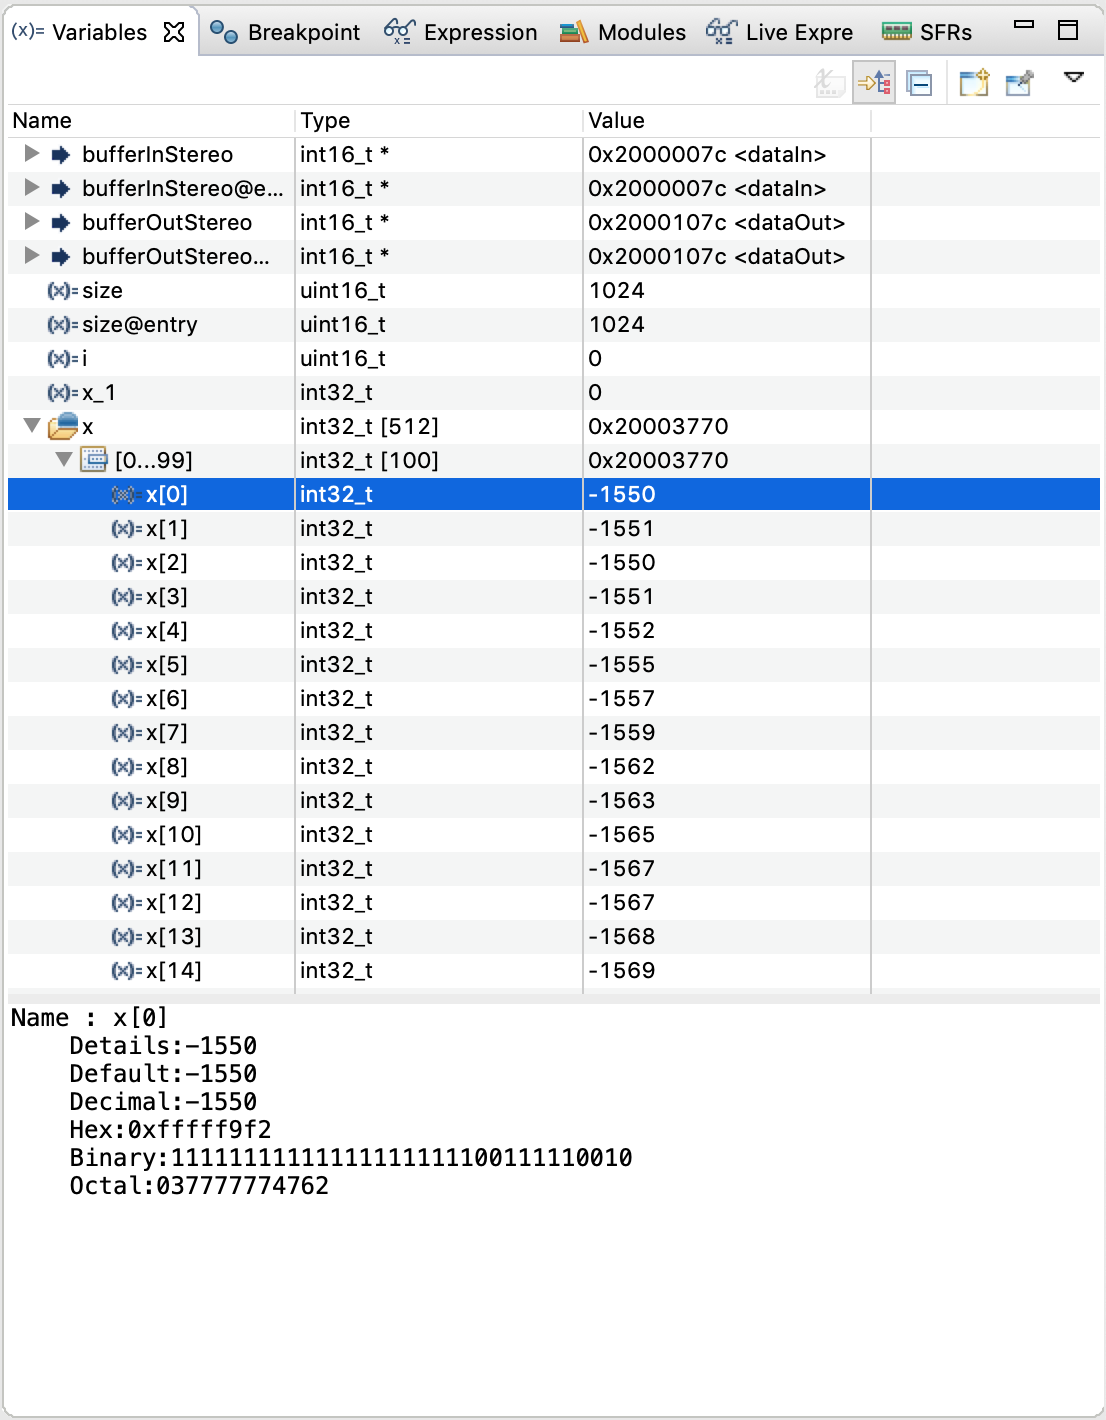 (x)= Variables Breakpoint Expression Modules Live Expre SFRs
Name Type Value
bufferInStereo int16_t * 0x2000007c <dataIn>
bufferInStereo@e... int16_t * 0x2000007c <dataIn>
bufferOutStereo int16_t * 0x2000107c <dataOut>
bufferOutStereo... int16_t * 0x2000107c <dataOut>
(x)= size uint16_t 1024
(x)= size@entry uint16_t 1024
(x)= i uint16_t 0
(x)= x_1 int32_t 0
x int32_t [512] 0x20003770
[0...99] int32_t [100] 0x20003770
(x)= x[0] int32_t -1550
(x)= x[1] int32_t -1551
(x)= x[2] int32_t -1550
(x)= x[3] int32_t -1551
(x)= x[4] int32_t -1552
(x)= x[5] int32_t -1555
(x)= x[6] int32_t -1557
(x)= x[7] int32_t -1559
(x)= x[8] int32_t -1562
(x)= x[9] int32_t -1563
(x)= x[10] int32_t -1565
(x)= x[11] int32_t -1567
(x)= x[12] int32_t -1567
(x)= x[13] int32_t -1568
(x)= x[14] int32_t -1569
Name : x[0]
Details:-1550
Default:-1550
Decimal:-1550
Hex:0xfffff9f2
Binary:11111111111111111111100111110010
Octal:037777774762